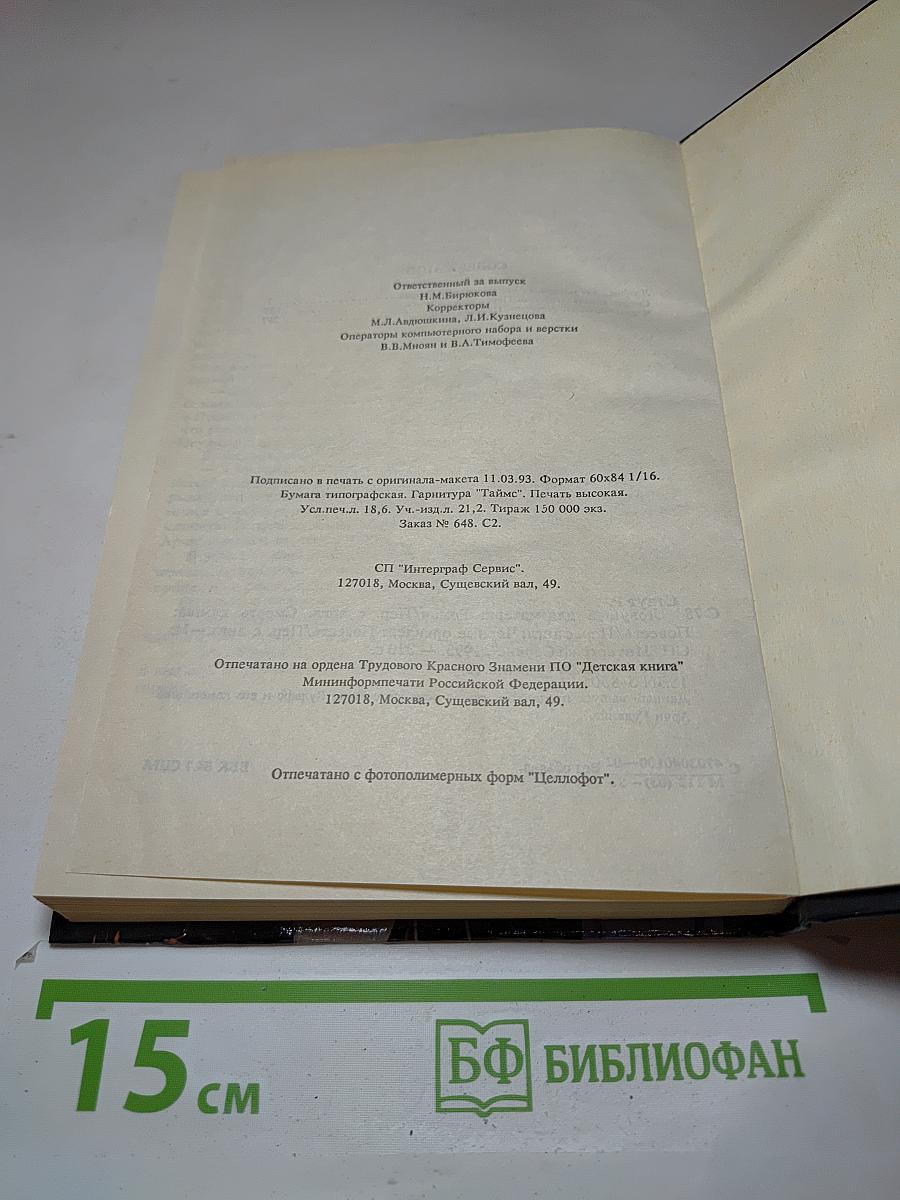 Ответственный за выпуск
Н.М.Бирюкова
Корректоры
М.Л.Авдюшкина, Л.И.Кузнецова
Операторы компьютерного набора и верстки
В.В.Мноян и В.А.Тимофеева
Подписано в печать с оригинала-макета 11.03.93. Формат 60х84 1/16.
Бумага типографская. Гарнитура "Таймс". Печать высокая.
Усл.печ.л. 18,6. Уч.-изд.л. 21,2. Тираж 150 000 экз.
Заказ № 648. С2.
СП "Интерграф Сервис".
127018, Москва, Сущевский вал, 49.
Отпечатано на ордена Трудового Красного Знамени ПО "Детская книга"
Мининформпечати Российской Федерации.
127018, Москва, Сущевский вал, 49.
Отпечатано с фотополимерных форм "Целлофот".
15 см
БФ БИБЛИОФАН